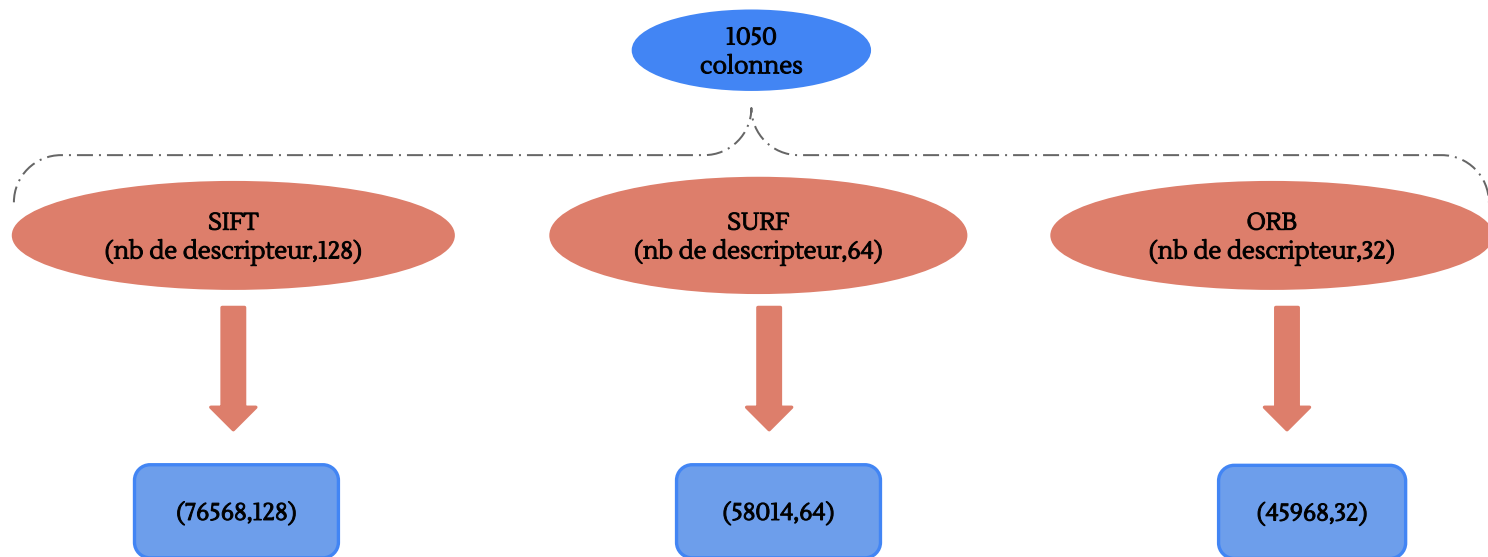 1050
colonnes
SIFT
(nb de descripteur,128)
SURF
(nb de descripteur,64)
ORB
(nb de descripteur,32)
(76568,128)
(58014,64)
(45968,32)